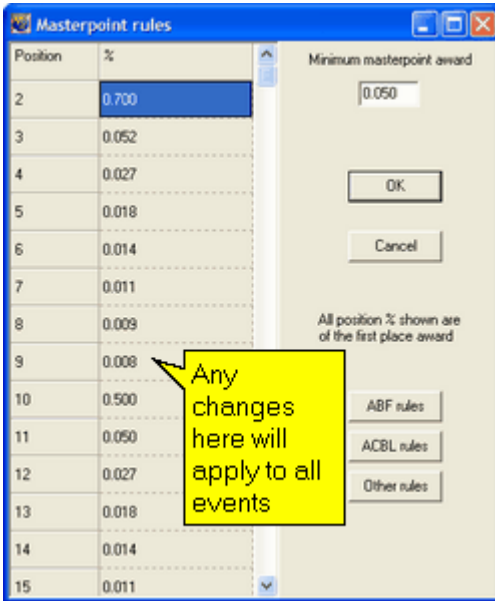 Masterpoint rules
Position %
2 0.700
3 0.052
4 0.027
5 0.018
6 0.014
7 0.011
8 0.009
9 0.008
10 0.500
11 0.050
12 0.027
13 0.018
14 0.014
15 0.011
Minimum masterpoint award
0.050
OK
Cancel
All position % shown are
of the first place award
ABF rules
ACBL rules
Other rules
Any
changes
here will
apply to all
events